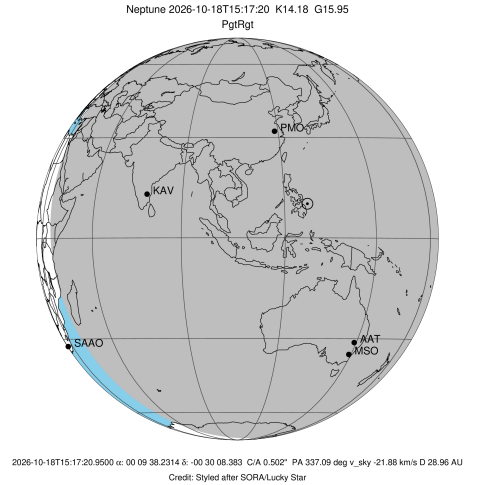 Neptune 2026-10-18T15:17:20 K14.18 G15.95
PgtRgt
PMO
KAV
AAT
MSO
SAAO
2026-10-18T15:17:20.9500 α: 00 09 38.2314 δ: -00 30 08.383 C/A 0.502" PA 337.09 deg v_sky -21.88 km/s D 28.96 AU
Credit: Styled after SORA/Lucky Star